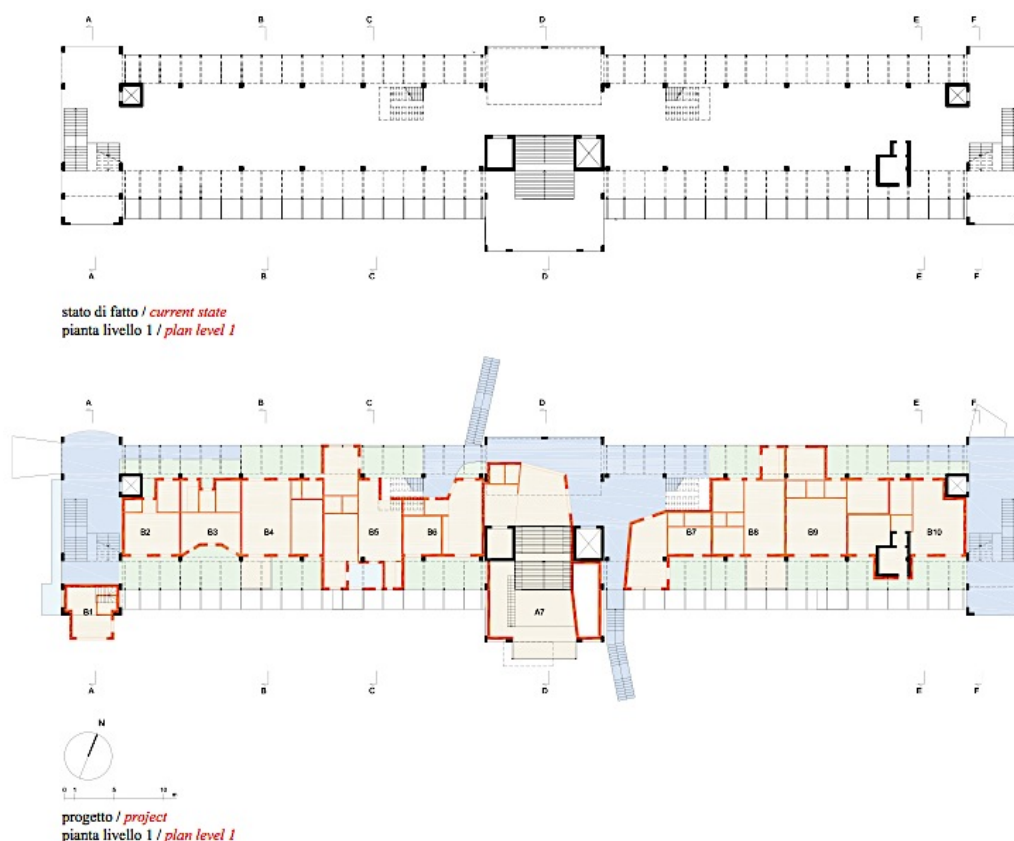 A B C D E F
A B C D E F
stato di fatto / current state
pianta livello 1 / plan level 1
A B C D E F
B2 B3 B4 B5 B6 B7 B8 B9 B10
B1 A7
A B C D E F
N
0 1 5 10
progetto / project
pianta livello 1 / plan level 1